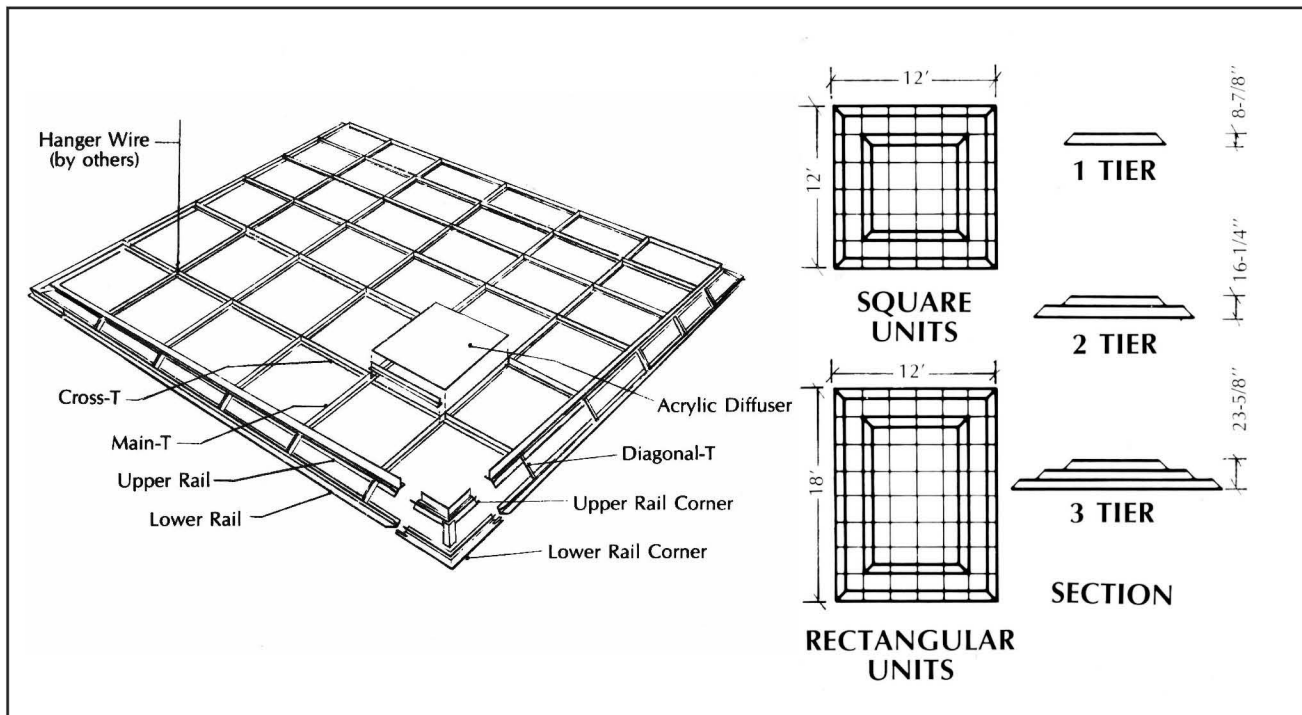 Hanger Wire
(by others)
Cross-T
Main-T
Upper Rail
Lower Rail
Acrylic Diffuser
Diagonal-T
Upper Rail Corner
Lower Rail Corner
12'
12'
SQUARE
UNITS
12'
18'
RECTANGULAR
UNITS
8-7/8"
1 TIER
16-1/4"
2 TIER
23-5/8"
3 TIER
SECTION